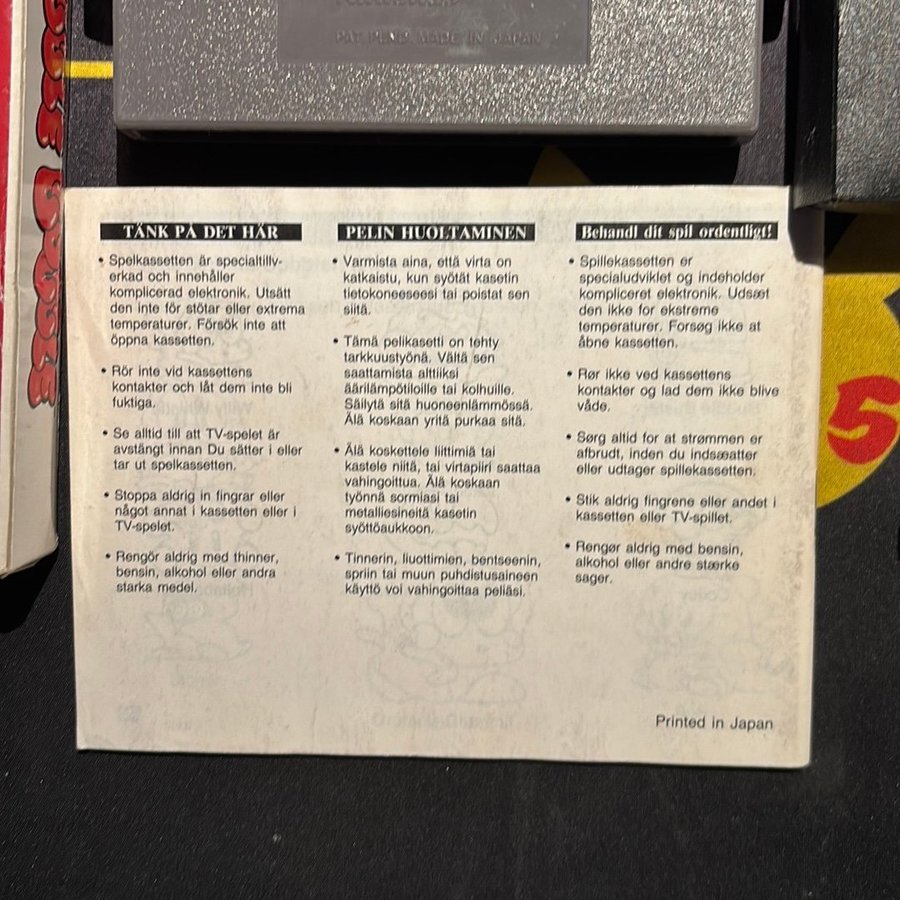 PAT. PEND. MADE IN JAPAN
TÄNK PÅ DET HÄR
• Spelkassetten är specialtillv-
erkad och innehåller
komplicerad elektronik. Utsätt
den inte för stötar eller extrema
temperaturer. Försök inte att
öppna kassetten.
• Rör inte vid kassettens
kontakter och låt dem inte bli
fuktiga.
• Se alltid till att TV-spelet är
avstängt innan Du sätter i eller
tar ut spelkassetten.
• Stoppa aldrig in fingrar eller
något annat i kassetten eller i
TV-spelet.
• Rengör aldrig med thinner,
bensin, alkohol eller andra
starka medel.
PELIN HUOLTAMINEN
• Varmista aina, että virta on
katkaistu, kun syötät kasetin
tietokoneeseesi tai poistat sen
siitä.
• Tämä pelikasetti on tehty
tarkkuustyönä. Vältä sen
saattamista alttiiksi
äärilämpötiloille tai kolhuille.
Säilytä sitä huoneenlämmössä.
Älä koskaan yritä purkaa sitä.
• Älä koskettele liittimiä tai
kastele niitä, tai virtapiiri saattaa
vahingoittua. Älä koskaan
työnnä sormiasi tai
metalliesineitä kasetin
syöttöaukkoon.
• Tinnerin, liuottimien, bentseenin,
spriin tai muun puhdistusaineen
käyttö voi vahingoittaa peliäsi.
Behandl dit spil ordentligt!
• Spillekassetten er
specialudviklet og indeholder
kompliceret elektronik. Udsæt
den ikke for ekstreme
temperaturer. Forsøg ikke at
åbne kassetten.
• Rør ikke ved kassettens
kontakter og lad dem ikke blive
våde.
• Sørg altid for at strømmen er
afbrudt, inden du indsæatter
eller udtager spillekassetten.
• Stik aldrig fingrene eller andet i
kassetten eller TV-spillet.
• Rengør aldrig med bensin,
alkohol eller andre stærke
sager.
Printed in Japan
5